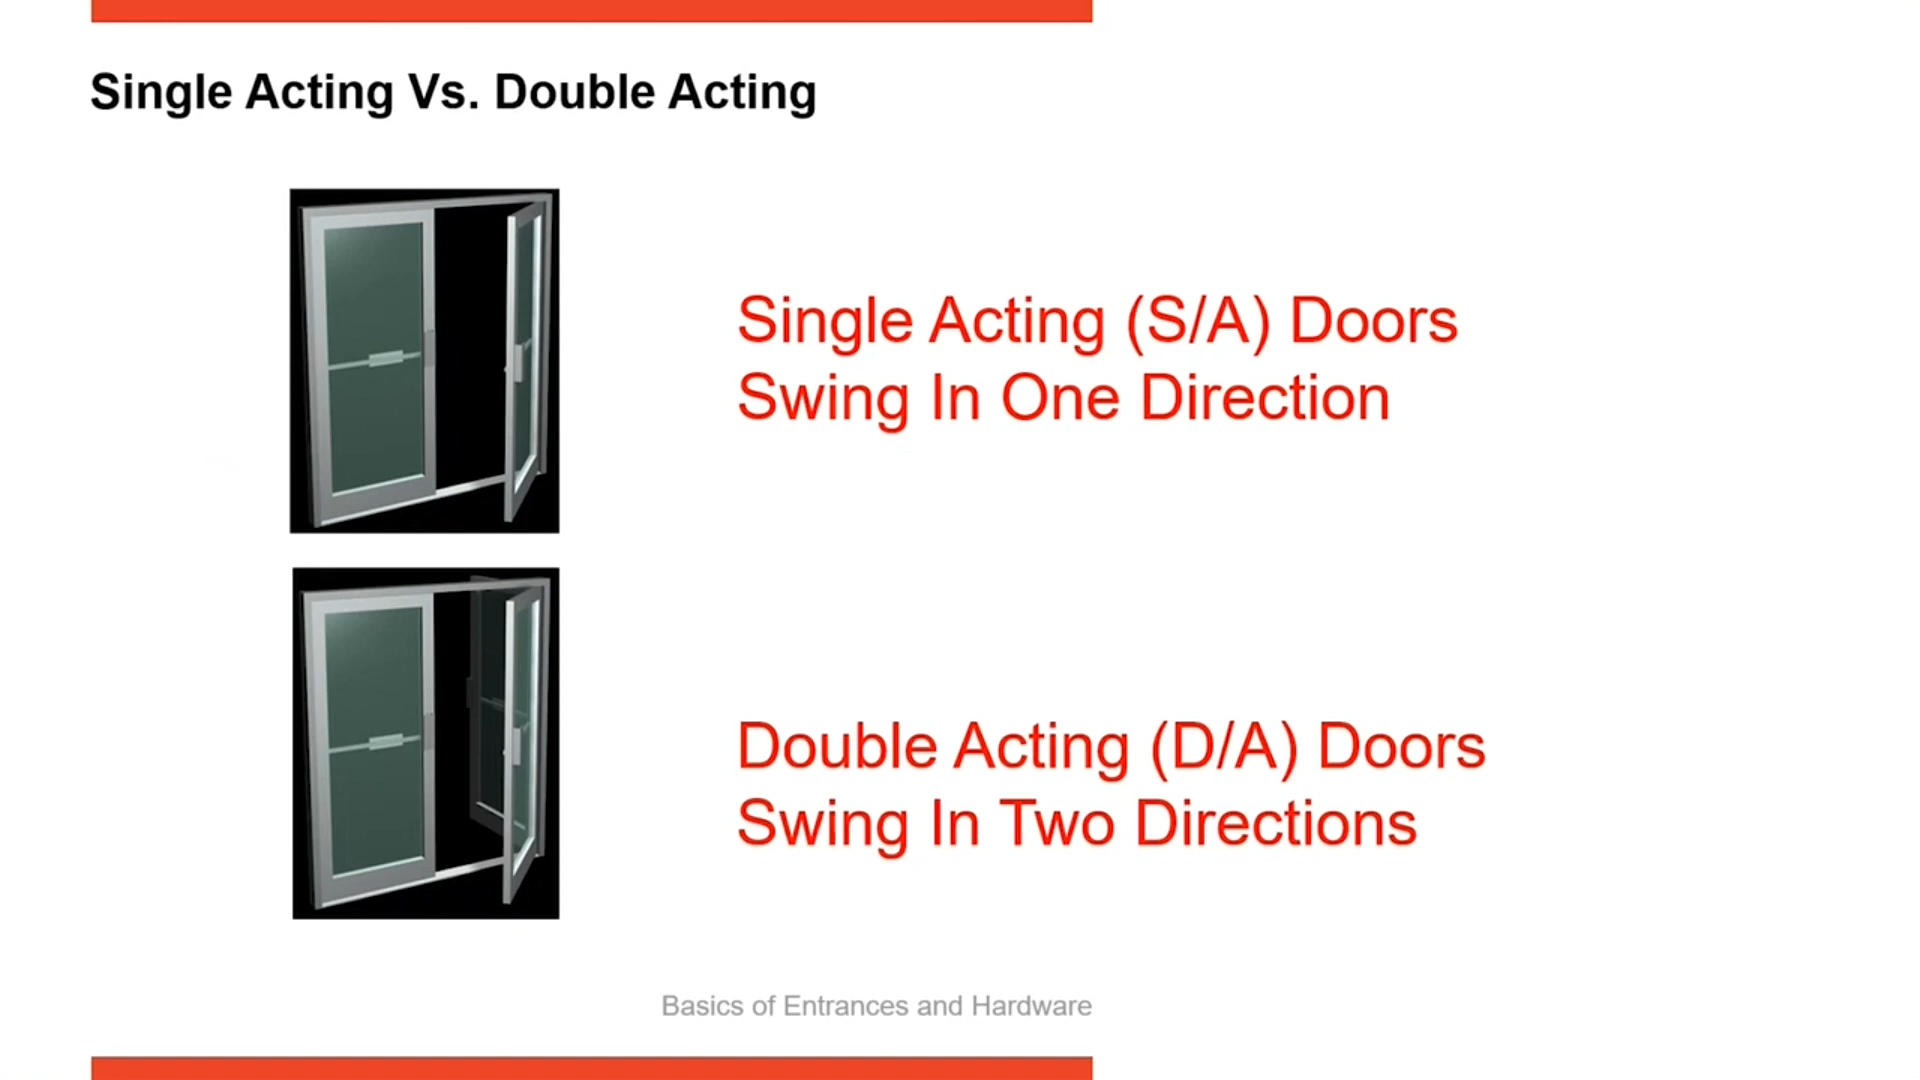 Single Acting Vs. Double Acting
Single Acting (S/A) Doors
Swing In One Direction
Double Acting (D/A) Doors
Swing In Two Directions
Basics of Entrances and Hardware